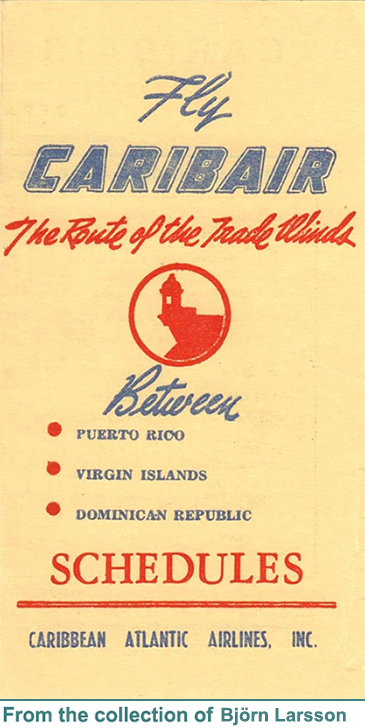 Fly
CARIBAIR
The Route of the Trade Winds
Between
PUERTO RICO
VIRGIN ISLANDS
DOMINICAN REPUBLIC
SCHEDULES
CARIBBEAN ATLANTIC AIRLINES, INC.
From the collection of Björn Larsson